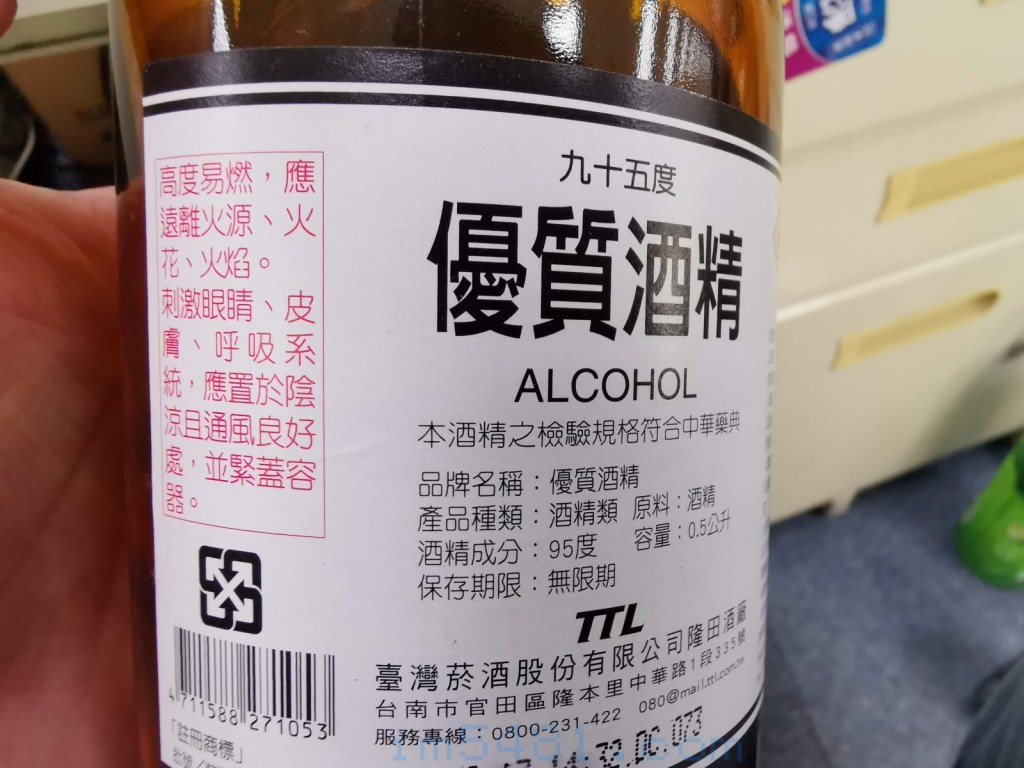 九十五度
優質酒精
ALCOHOL
本酒精之檢驗規格符合中華藥典
品牌名稱：優質酒精
產品種類：酒精類 原料：酒精
酒精成分：95度 容量：0.5公升
保存期限：無限期
TTL
臺灣菸酒股份有限公司隆田酒廠
台南市官田區隆本里中華路1段335號
服務專線：0800-231-422 080@mail.ttl.com.tw
高度易燃，應
遠離火源、火
花、火焰。
刺激眼睛、皮
膚、呼吸系
統，應置於陰
涼且通風良好
處，並緊蓋容
器。
4 711588 271053
「註冊商標」